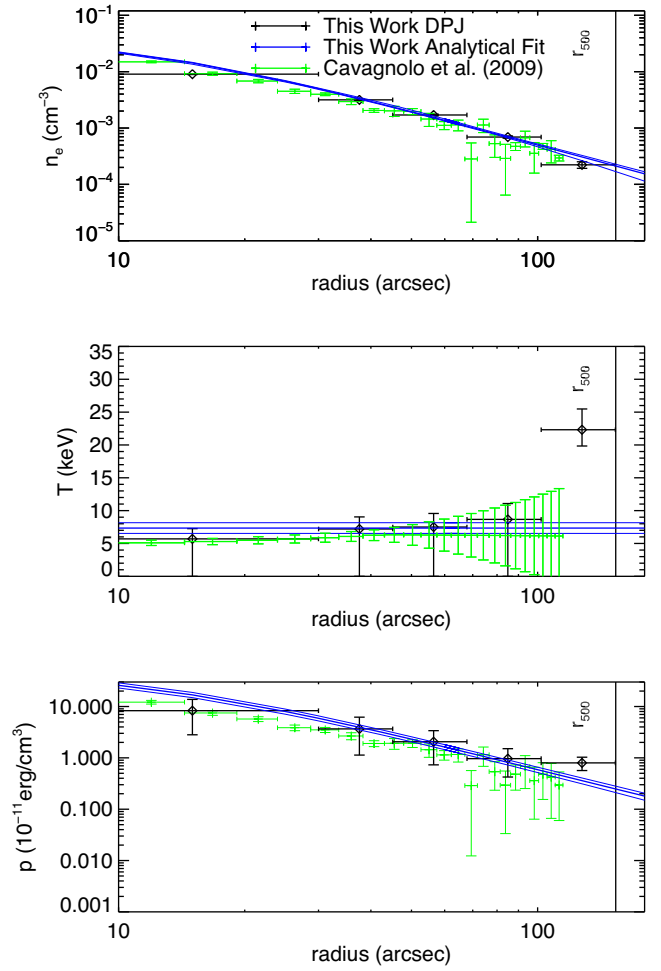 This Work DPJ
This Work Analytical Fit
Cavagnolo et al. (2009)
r500
10⁻¹
10⁻²
10⁻³
10⁻⁴
10⁻⁵
nₑ (cm⁻³)
10
100
radius (arcsec)
35
30
25
20
15
10
5
0
T (keV)
r500
10
100
radius (arcsec)
10.000
1.000
0.100
0.010
0.001
p (10⁻¹¹ erg/cm³)
r500
10
100
radius (arcsec)